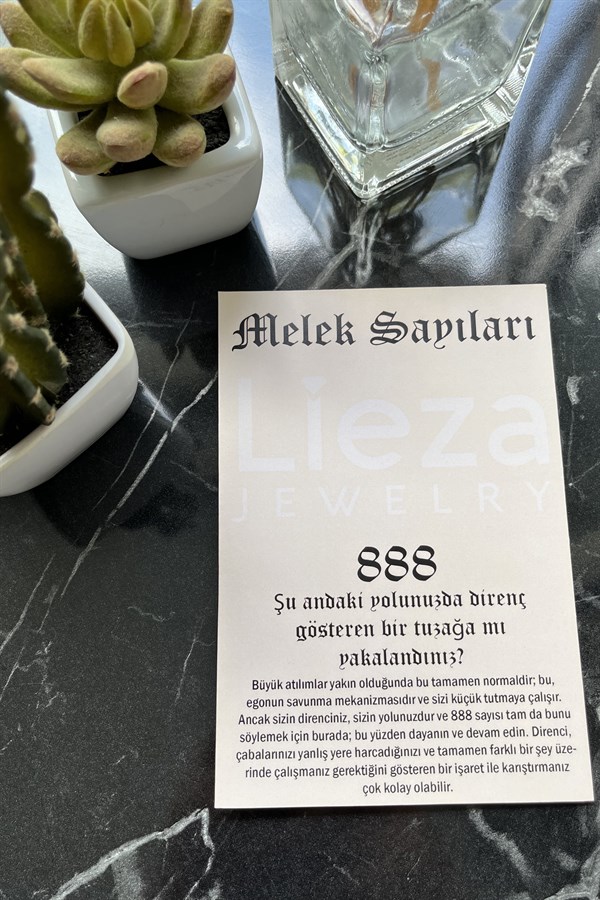 Melek Sayıları
Lieza
JEWELRY
888
Şu andaki yolunuzda direnç
gösteren bir tuzağa mı
yakalandınız?
Büyük atılımlar yakın olduğunda bu tamamen normaldir; bu,
egonun savunma mekanizmasıdır ve sizi küçük tutmaya çalışır.
Ancak sizin direnciniz, sizin yolunuzdur ve 888 sayısı tam da bunu
söylemek için burada; bu yüzden dayanın ve devam edin. Direnci,
çabalarınızı yanlış yere harcadığınızı ve tamamen farklı bir şey üze-
rinde çalışmanız gerektiğini gösteren bir işaret ile karıştırmanız
çok kolay olabilir.